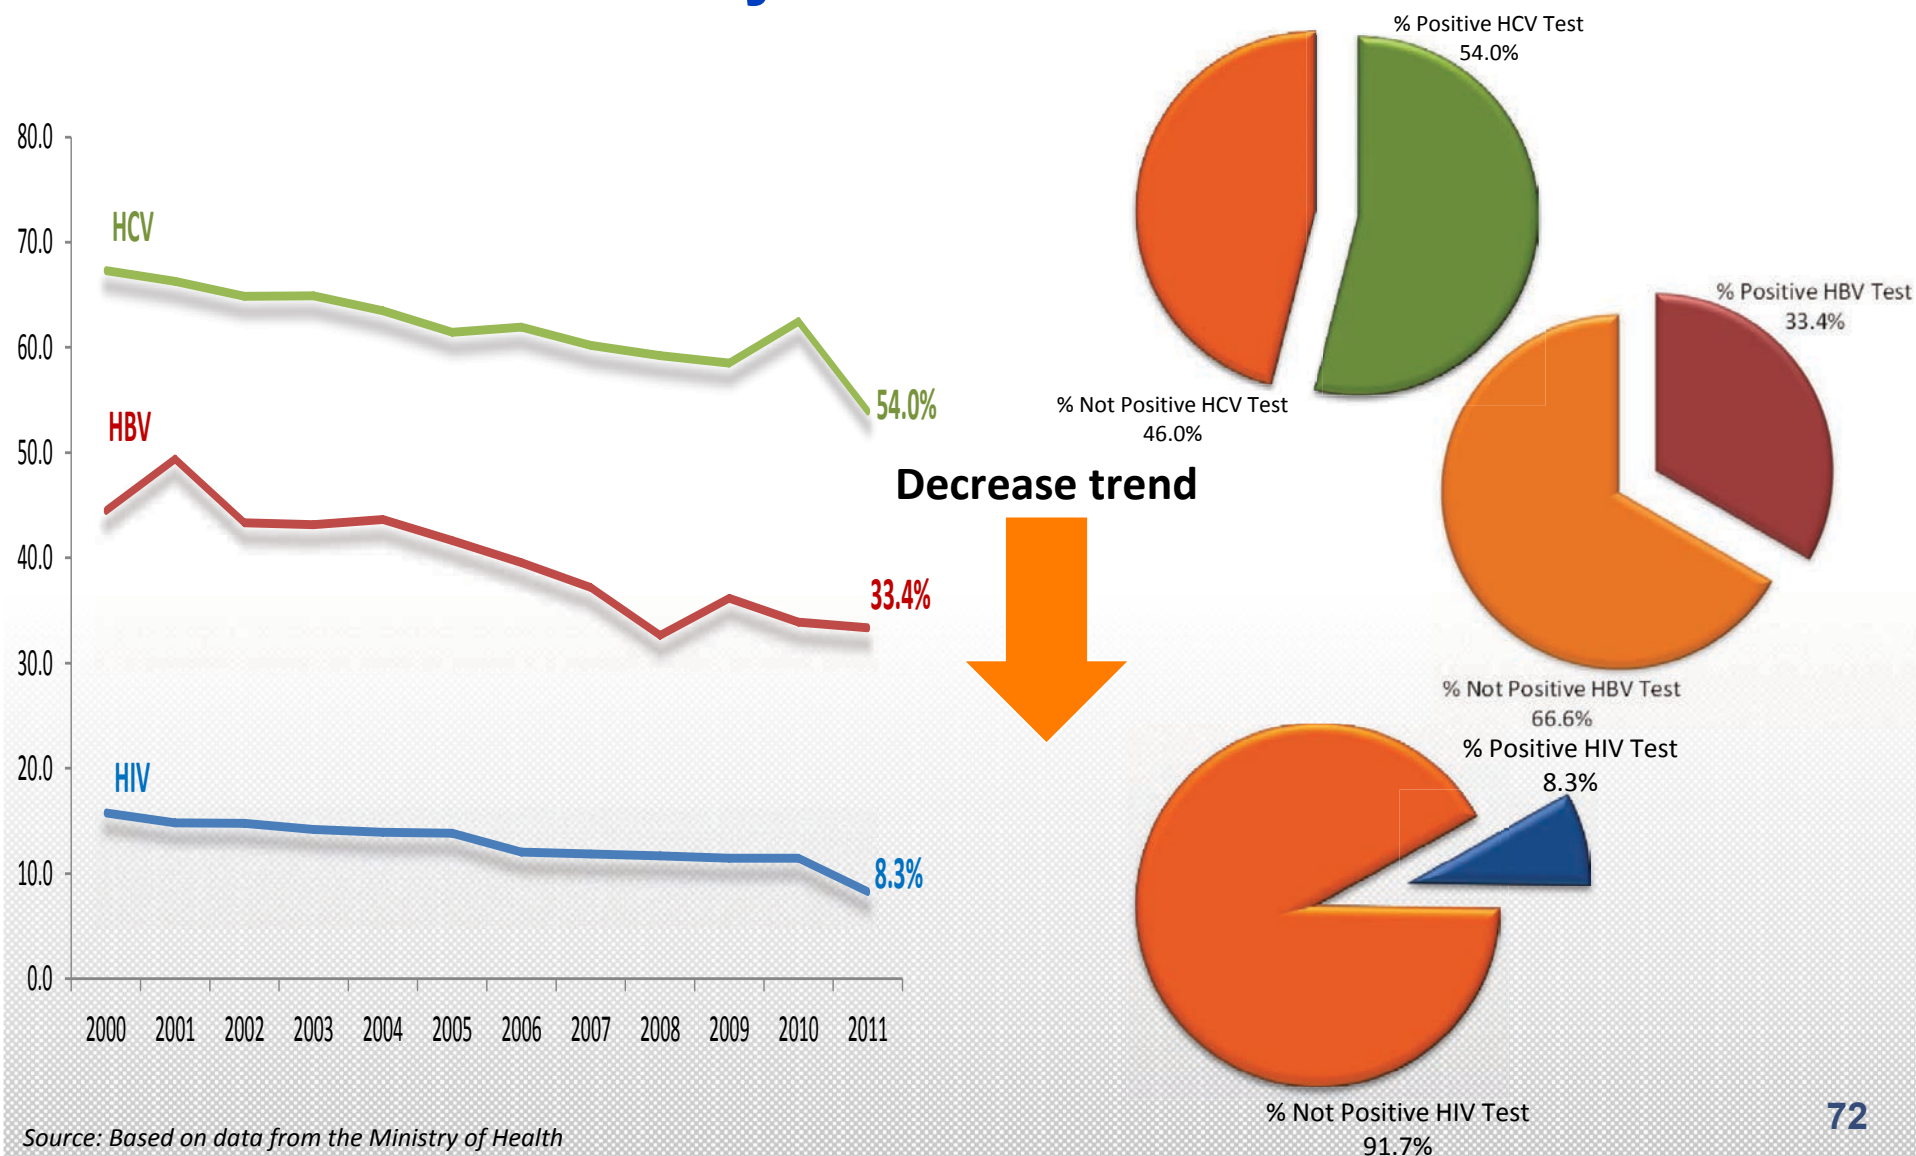 80.0
70.0
60.0
50.0
40.0
30.0
20.0
10.0
0.0
HCV
54.0%
HBV
33.4%
HIV
8.3%
2000 2001 2002 2003 2004 2005 2006 2007 2008 2009 2010 2011
Decrease trend
% Positive HCV Test
54.0%
% Not Positive HCV Test
46.0%
% Positive HBV Test
33.4%
% Not Positive HBV Test
66.6%
% Positive HIV Test
8.3%
% Not Positive HIV Test
91.7%
Source: Based on data from the Ministry of Health
72